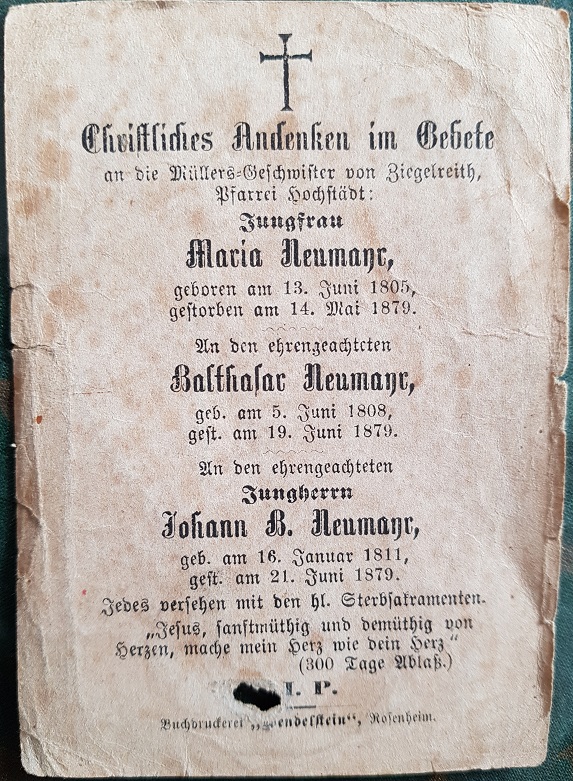 Christliches Andenken im Gebete
an die Müllers-Geschwister von Ziegelreith,
Pfarrei Hochstädt:
Jungfrau
Maria Neumayr,
geboren am 13. Juni 1805,
gestorben am 14. Mai 1879.
An den ehrengeachteten
Balthasar Neumayr,
geb. am 5. Juni 1808,
gest. am 19. Juni 1879.
An den ehrengeachteten
Jungherrn
Johann B. Neumayr,
geb. am 16. Januar 1811,
gest. am 21. Juni 1879.
Jedes versehen mit den hl. Sterbsakramenten.
„Jesus, sanftmüthig und demüthig von
Herzen, mache mein Herz wie dein Herz“
(300 Tage Ablaß.)
I. P.
Buchdruckerei „Wendelstein“, Rosenheim.